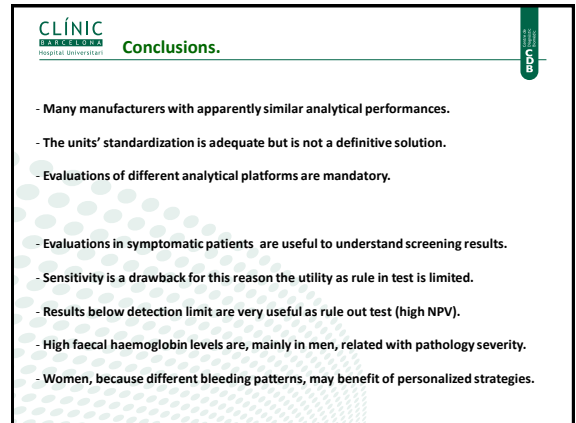 CLÍNIC
BARCELONA
Hospital Universitari
Conclusions.
Centre de
Diagnòstic
Biomèdic
CDB
- Many manufacturers with apparently similar analytical performances.
- The units’ standardization is adequate but is not a definitive solution.
- Evaluations of different analytical platforms are mandatory.
- Evaluations in symptomatic patients are useful to understand screening results.
- Sensitivity is a drawback for this reason the utility as rule in test is limited.
- Results below detection limit are very useful as rule out test (high NPV).
- High faecal haemoglobin levels are, mainly in men, related with pathology severity.
- Women, because different bleeding patterns, may benefit of personalized strategies.